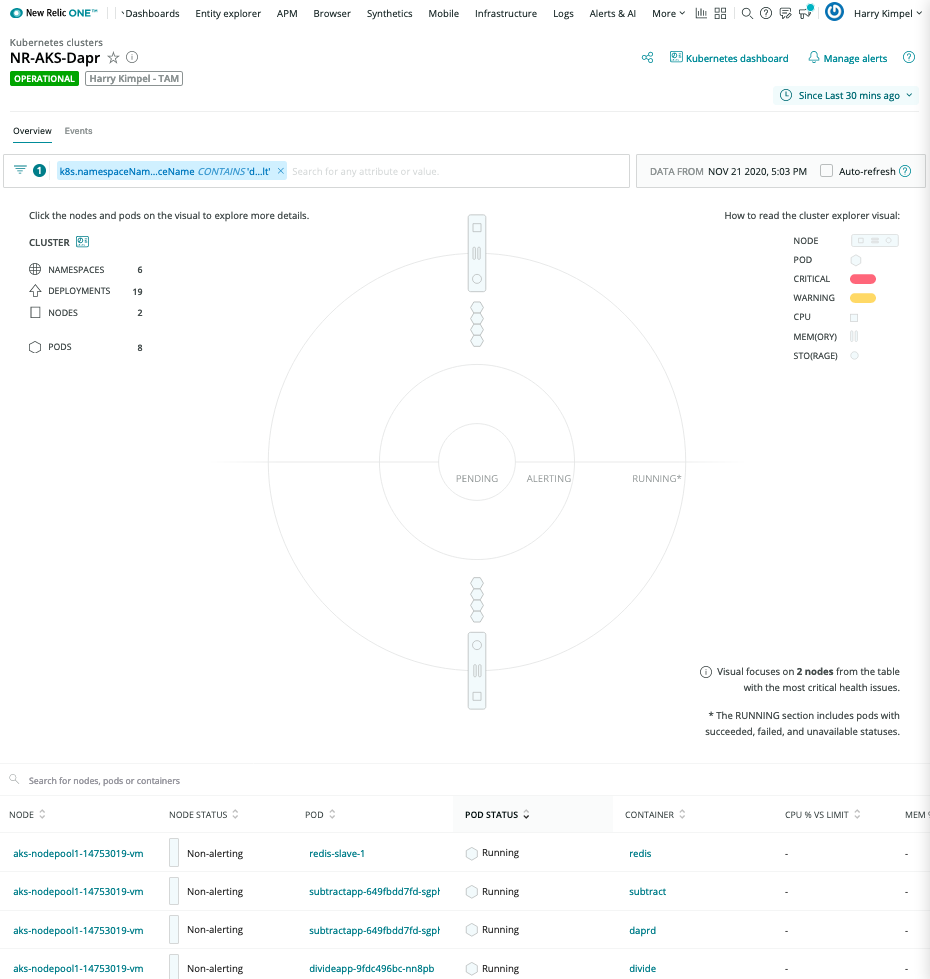 New Relic ONE™ Dashboards Entity explorer APM Browser Synthetics Mobile Infrastructure Logs Alerts & AI More Harry Kimpel
Kubernetes clusters
NR-AKS-Dapr
Kubernetes dashboard Manage alerts
OPERATIONAL Harry Kimpel - TAM
Since Last 30 mins ago
Overview Events
1 k8s.namespaceNam...ceName CONTAINS 'd...lt' × Search for any attribute or value.
DATA FROM NOV 21 2020, 5:03 PM Auto-refresh
Click the nodes and pods on the visual to explore more details.
How to read the cluster explorer visual:
CLUSTER
NODE
POD
CRITICAL
WARNING
CPU
MEM(ORY)
STO(RAGE)
NAMESPACES 6
DEPLOYMENTS 19
NODES 2
PODS 8
PENDING ALERTING RUNNING*
Visual focuses on 2 nodes from the table
with the most critical health issues.
* The RUNNING section includes pods with
succeeded, failed, and unavailable statuses.
Search for nodes, pods or containers
NODE NODE STATUS POD POD STATUS CONTAINER CPU % VS LIMIT MEM
aks-nodepool1-14753019-vm Non-alerting redis-slave-1 Running redis - -
aks-nodepool1-14753019-vm Non-alerting subtractapp-649fbdd7fd-sgph Running subtract - -
aks-nodepool1-14753019-vm Non-alerting subtractapp-649fbdd7fd-sgph Running daprd - -
aks-nodepool1-14753019-vm Non-alerting divideapp-9fdc496bc-nn8pb Running divide - -